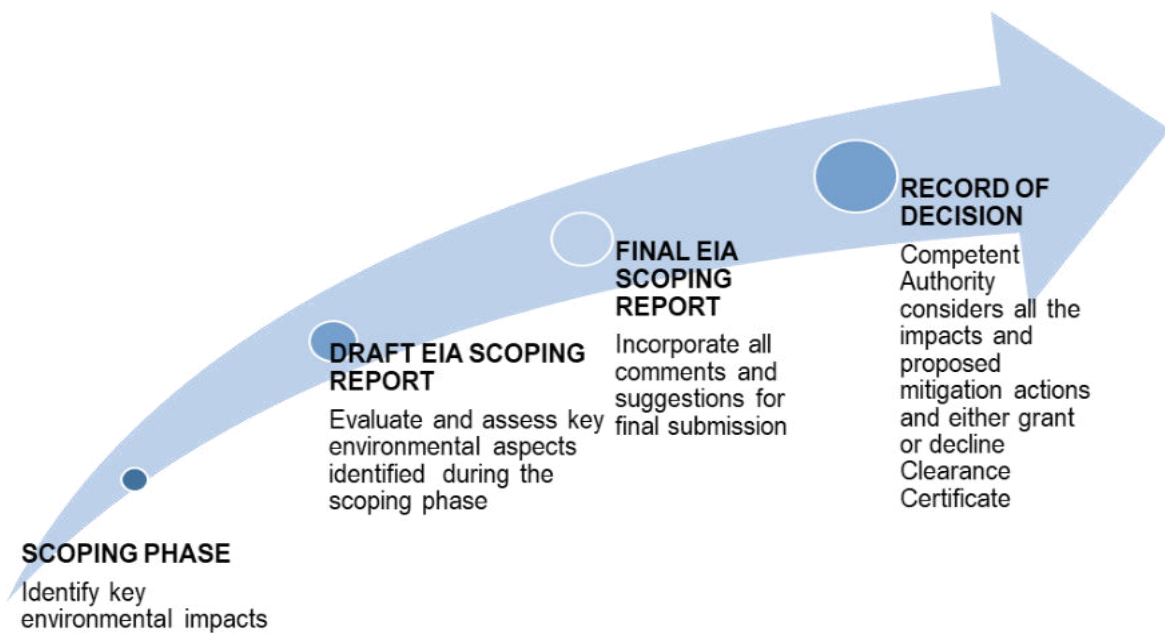 SCOPING PHASE
Identify key
environmental impacts
DRAFT EIA SCOPING
REPORT
Evaluate and assess key
environmental aspects
identified during the
scoping phase
FINAL EIA
SCOPING
REPORT
Incorporate all
comments and
suggestions for
final submission
RECORD OF
DECISION
Competent
Authority
considers all the
impacts and
proposed
mitigation actions
and either grant
or decline
Clearance
Certificate